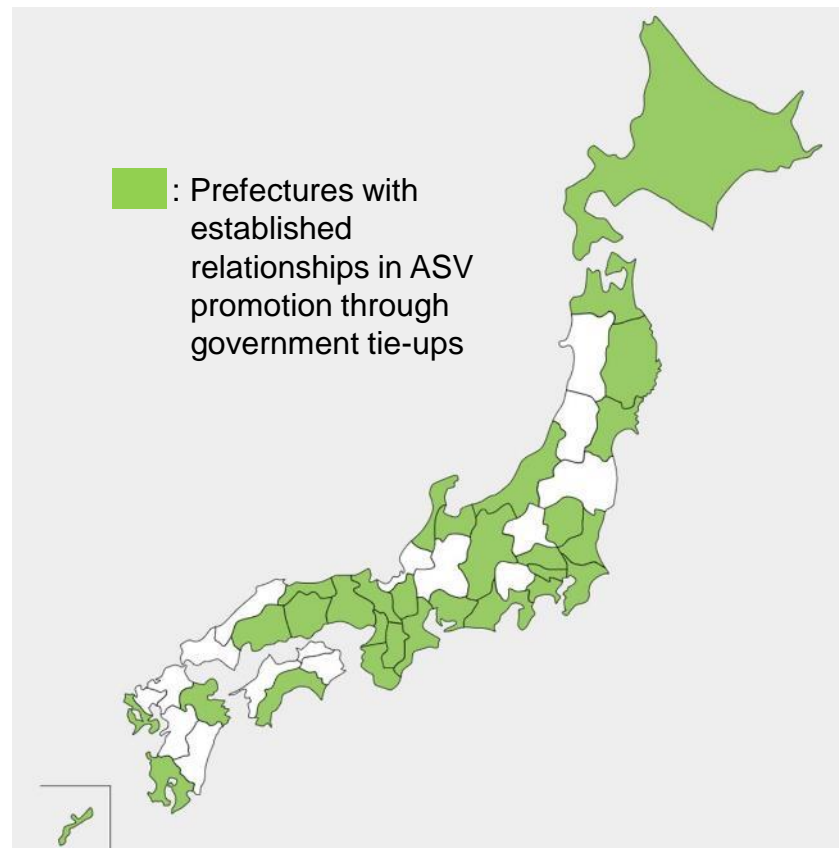 : Prefectures with
established
relationships in ASV
promotion through
government tie-ups